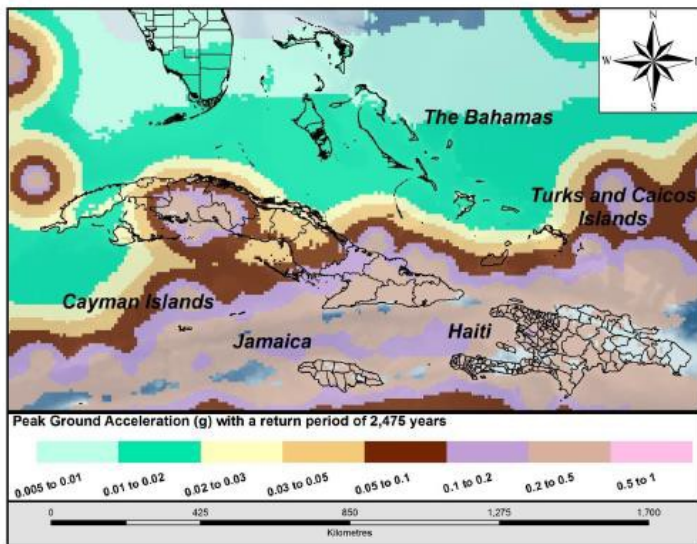 N
W
E
S
The Bahamas
Turks and Caicos
Islands
Cayman Islands
Jamaica
Haiti
Peak Ground Acceleration (g) with a return period of 2,475 years
0.005 to 0.01
0.01 to 0.02
0.02 to 0.03
0.03 to 0.05
0.05 to 0.1
0.1 to 0.2
0.2 to 0.5
0.5 to 1
0
425
850
1,275
1,700
Kilometres